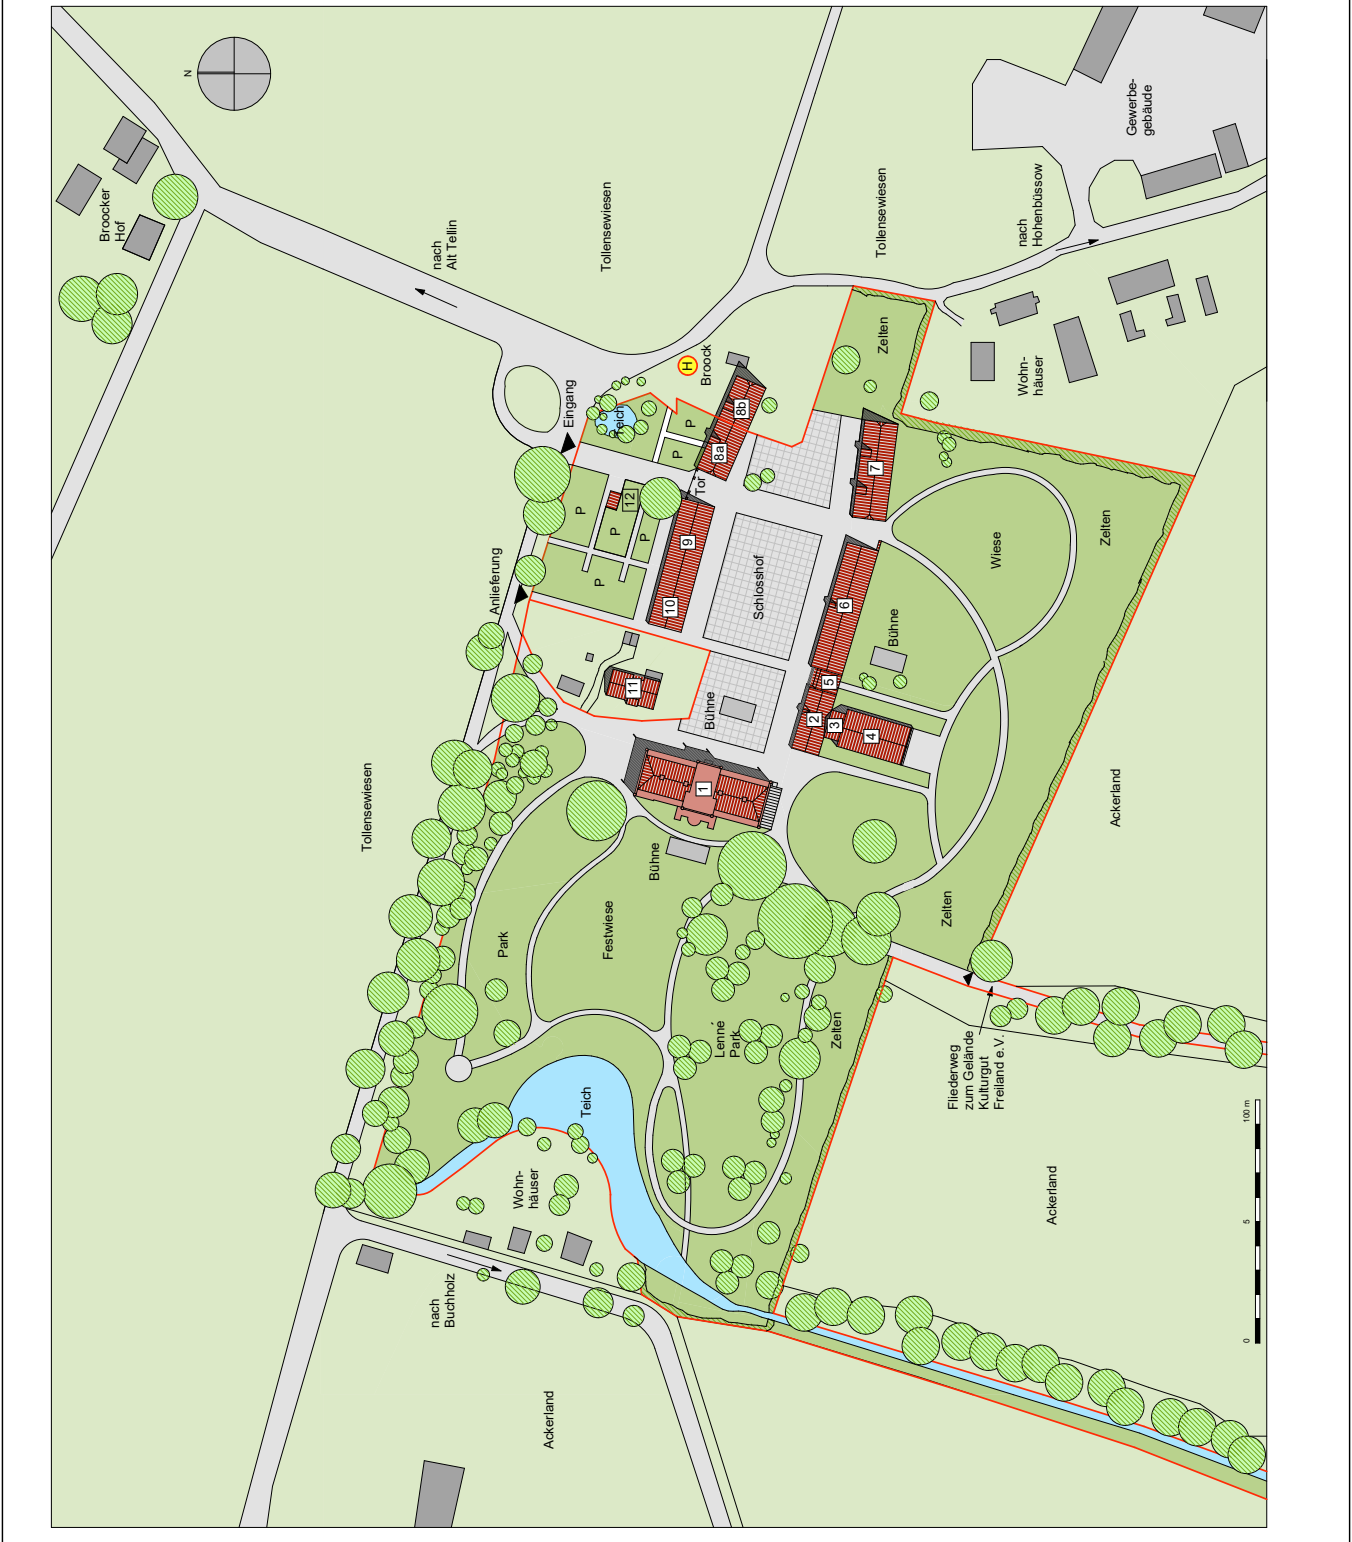 N
Broocker
Hof
nach
Alt Tellin
Tollensewiesen
Tollensewiesen
nach
Hohenbüssow
Gewerbe-
gebäude
Wohn-
häuser
Zelten
H
Broock
Eingang
Teich
P
P
8b
8a
Tor
7
P
12
P
P
P
9
10
Schlosshof
6
Wiese
Zelten
Anlieferung
11
Bühne
Bühne
5
2
3
4
1
Tollensewiesen
Ackerland
Bühne
Park
Festwiese
Zelten
Lenné
Park
Zelten
Fliederweg
zum Gelände
Kulturgut
Freiland e.V.
Teich
Wohn-
häuser
nach
Buchholz
Ackerland
Ackerland
0
5
100 m